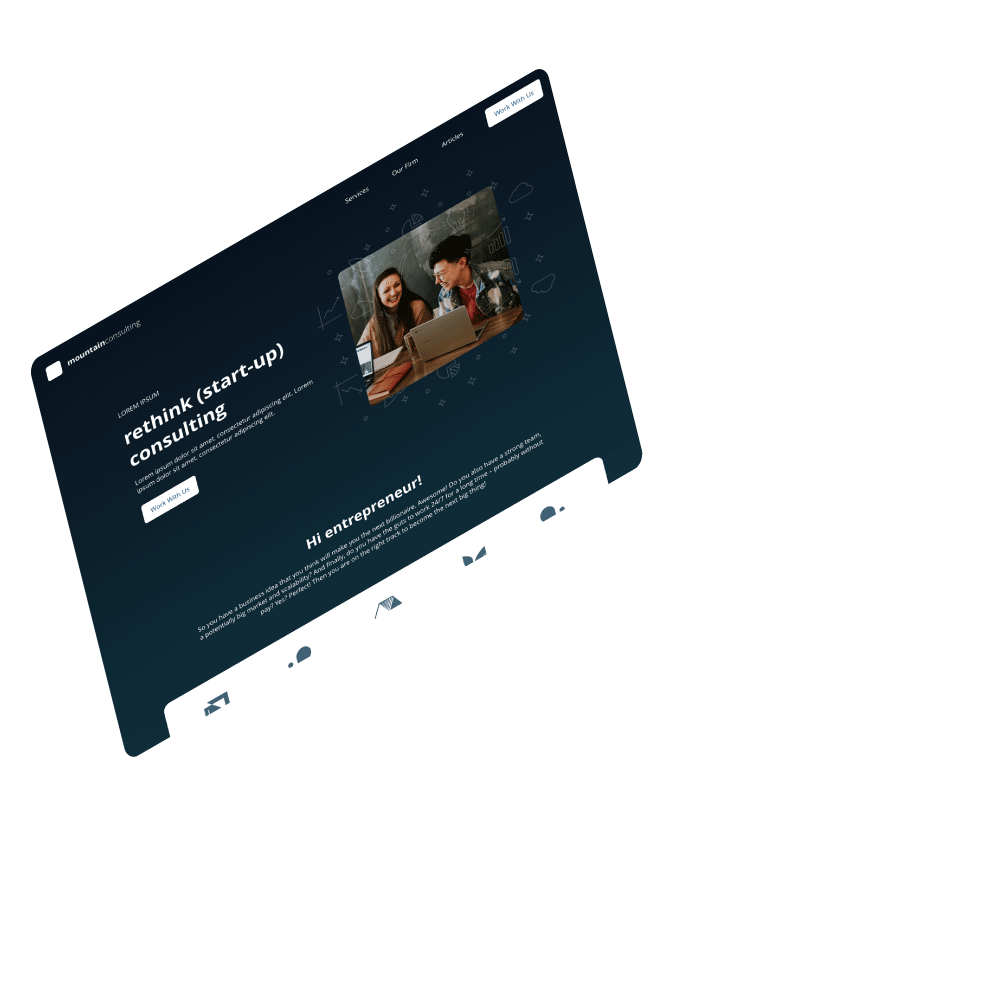 mountainconsulting
Services
Our Firm
Articles
Work With Us
LOREM IPSUM
rethink (start-up)
consulting
Lorem ipsum dolor sit amet, consectetur adipiscing elit. Lorem
ipsum dolor sit amet, consectetur adipiscing elit.
Work With Us
Hi entrepreneur!
So you have a business idea that you think will make you the next billionaire. Awesome! Do you also have a strong team,
a potentially big market and scalability? And finally, do you have the guts to work 24/7 for a long time – probably without
pay? Yes? Perfect! Then you are on the right track to become the next big thing!